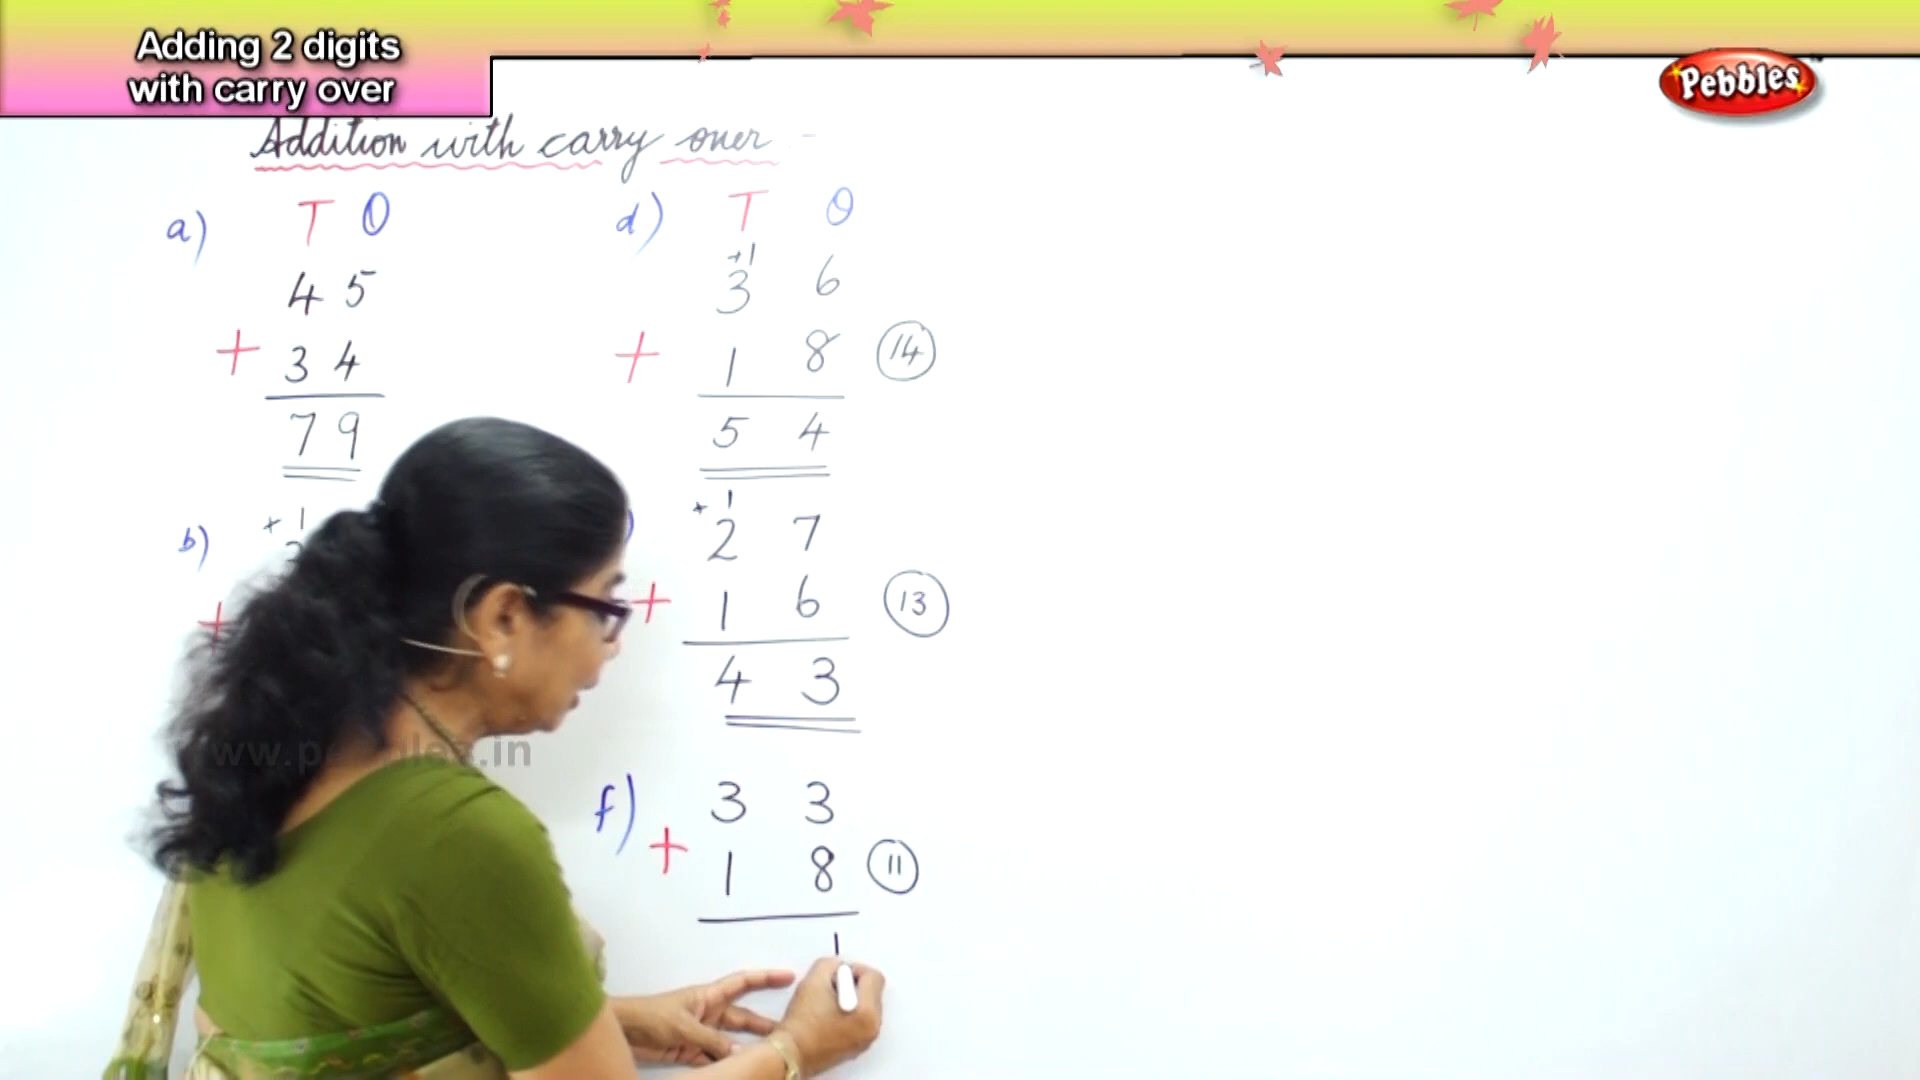 Adding 2 digits
with carry over
Pebbles
Addition with carry over
a) T O
4 5
+ 3 4
7 9
b) + 1
+
d) T O
+1
3 6
+ 1 8 14
5 4
+ 1
2 7
+ 1 6 13
4 3
f) 3 3
+ 1 8 11
1